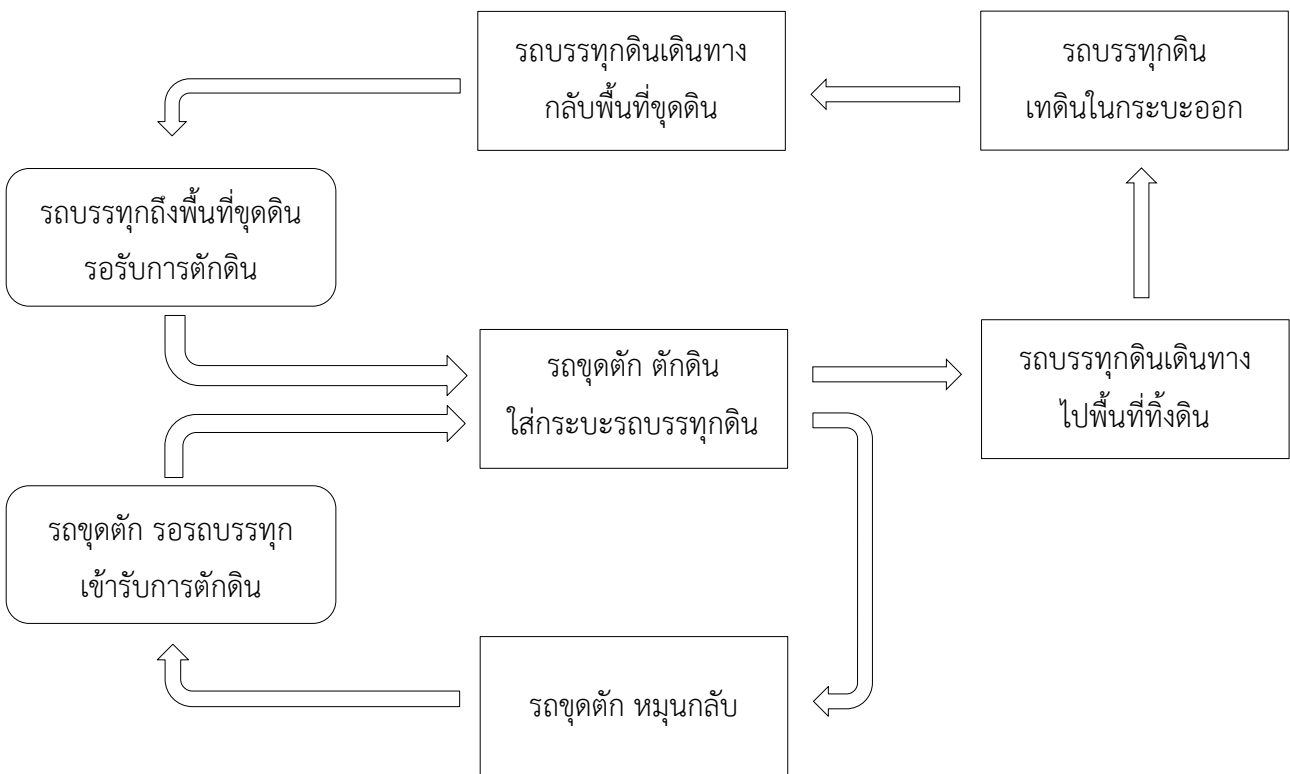 รถบรรทุกดินเดินทาง
กลับพื้นที่ขุดดิน
รถบรรทุกดิน
เทดินในกระบะออก
รถบรรทุกถึงพื้นที่ขุดดิน
รอรับการตักดิน
รถขุดตัก ตักดิน
ใส่กระบะรถบรรทุกดิน
รถบรรทุกดินเดินทาง
ไปพื้นที่ทิ้งดิน
รถขุดตัก รอรถบรรทุก
เข้ารับการตักดิน
รถขุดตัก หมุนกลับ